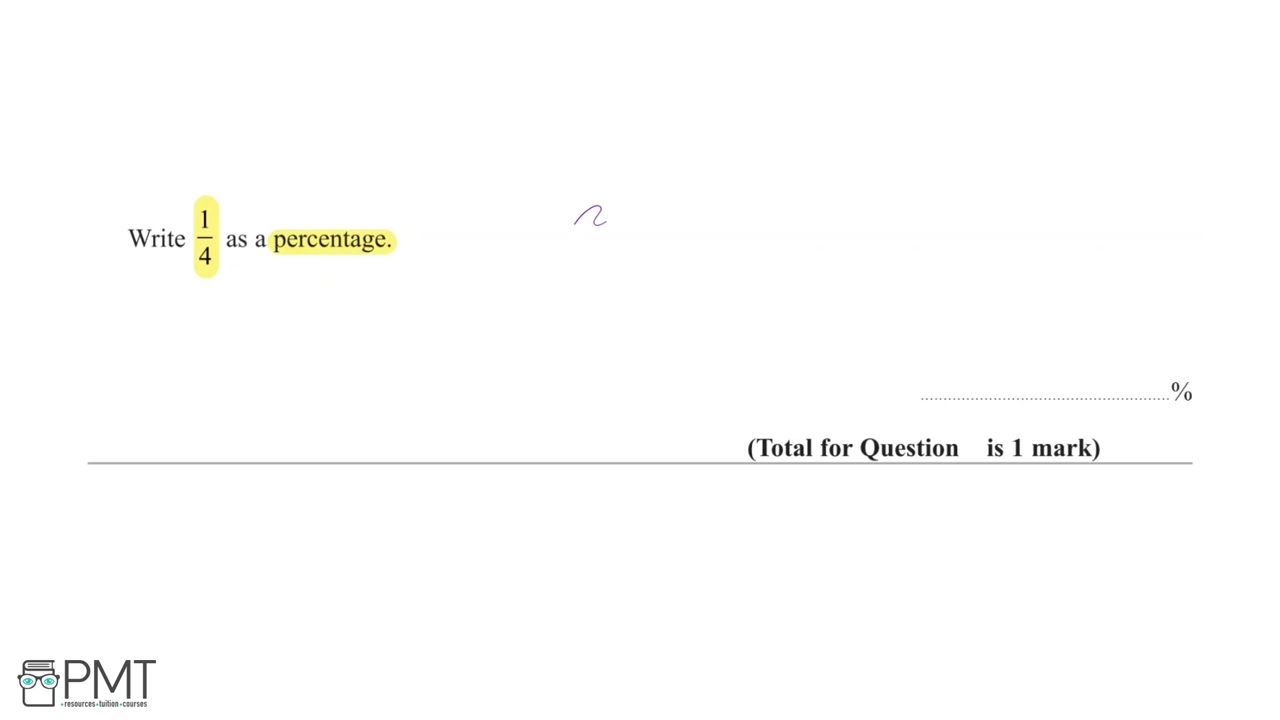 Write 1/4 as a percentage.
..................................................%
(Total for Question is 1 mark)
PMT
•resources•tuition•courses